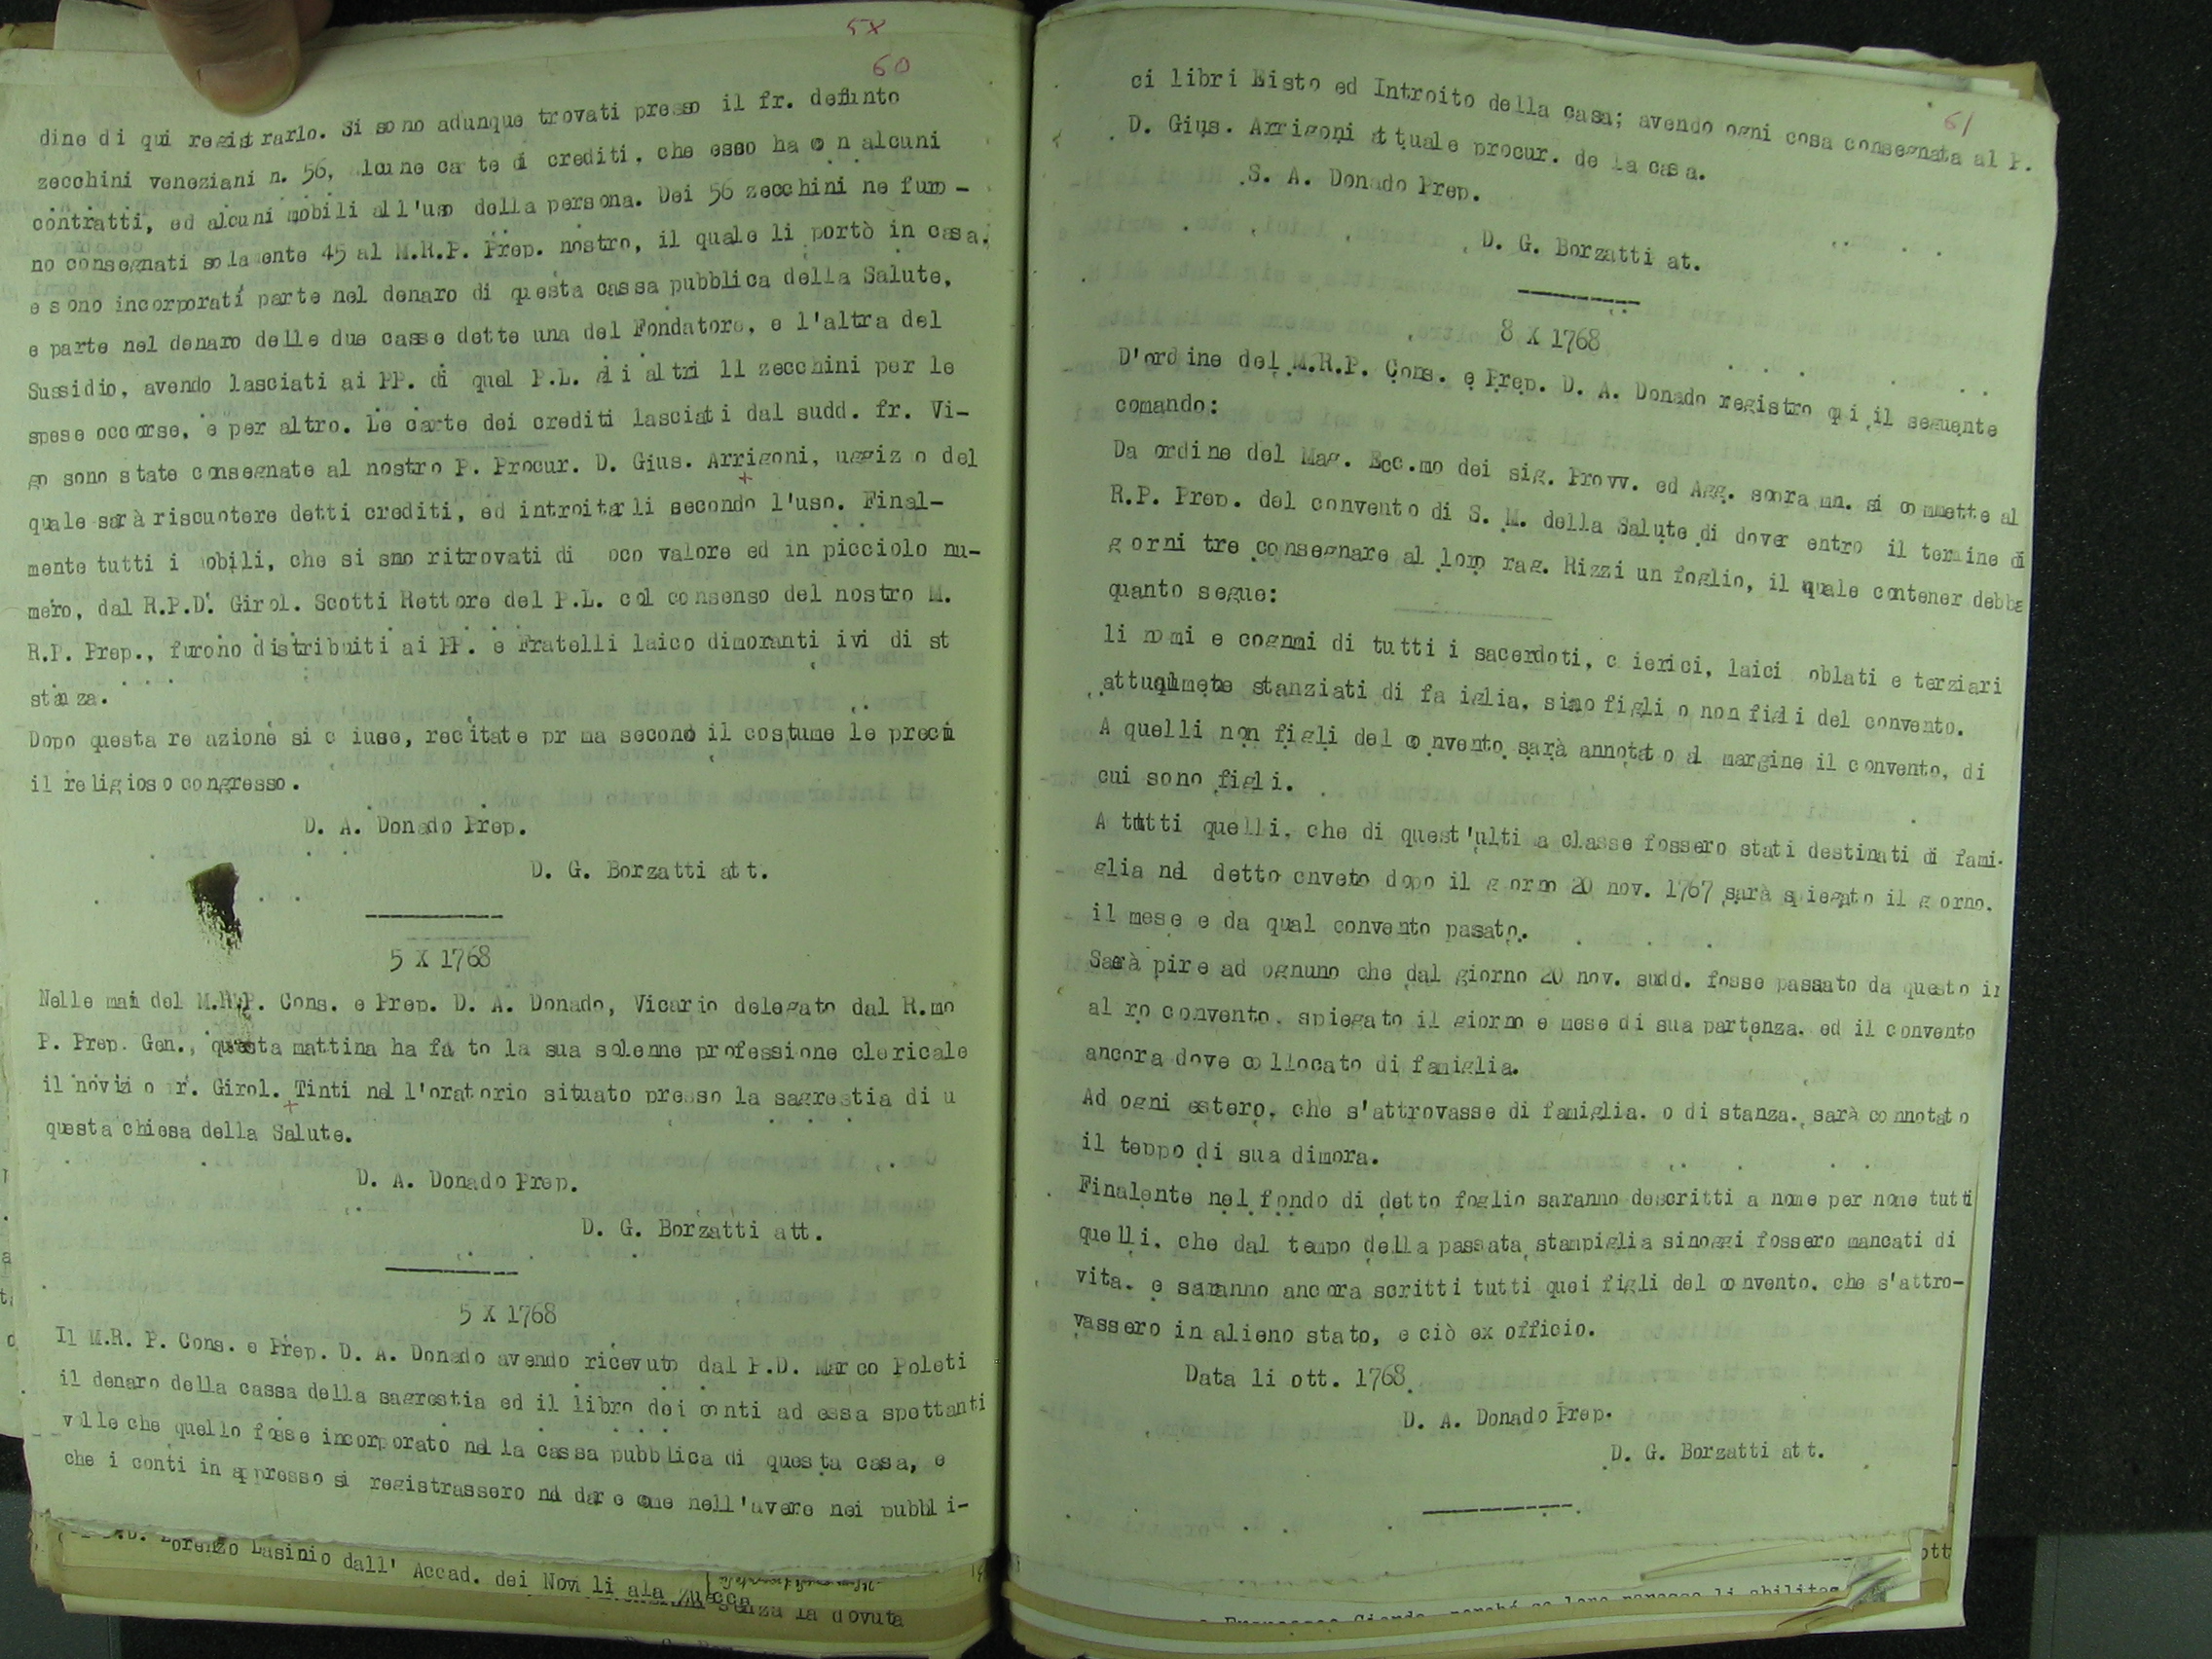 5X
60
dine di qui registrarlo. Si sono adunque trovati presso il fr. defunto
zecchini veneziani n. 56, alcune carte di crediti, che esso ha con alcuni
contratti, ed alcuni mobili all'uso della persona. Dei 56 zecchini ne furo-
no consegnati solamente 45 al M.R.P. Prep. nostro, il quale li portò in casa,
e sono incorporati parte nel denaro di questa cassa pubblica della Salute,
e parte nel denaro delle due casse dette una del Fondatore, e l'altra del
Sussidio, avendo lasciati ai PP. di quel P.L. gli altri 11 zecchini per le
spese occorse, e per altro. Le carte dei crediti lasciati dal sudd. fr. Vi-
go sono state consegnate al nostro P. Procur. D. Gius. Arrigoni, uggizo del
quale sarà riscuotere detti crediti, ed introitarli secondo l'uso. Final-
mente tutti i mobili, che si sno ritrovati di poco valore ed in picciolo nu-
mero, dal R.P.D. Girol. Scotti Rettore del P.L. col consenso del nostro M.
R.P. Prep., furono distribuiti ai PP. e Fratelli laico dimoranti ivi di st
stanza.
Dopo questa relazione si chiuse, recitate prima secondo il costume le preci
il religioso congresso.
D. A. Donado Prep.
D. G. Borzatti att.
5 X 1768
Nelle mani del M.R.P. Cons. e Prep. D. A. Donado, Vicario delegato dal R.mo
P. Prep. Gen., questa mattina ha fatto la sua solenne professione clericale
il novizio fr. Girol. Tinti nell'oratorio situato presso la sagrestia di u
questa chiesa della Salute.
D. A. Donado Prep.
D. G. Borzatti att.
5 X 1768
Il M.R. P. Cons. e Prep. D. A. Donado avendo ricevuto dal P.D. Marco Poleti
il denaro della cassa della sagrestia ed il libro dei conti ad essa spettanti
volle che quello fosse incorporato nella cassa pubblica di questa casa, e
che i conti in appresso si registrassero nel dare come nell'avere nei pubbli-
Lorenzo Lasinio dall' Accad. dei Novili ala Zuecca
senza la dovuta
61
ci libri Eisto ed Introito della casa; avendo ogni cosa consegnata al P.
D. Gius. Arrigoni attuale procur. de la casa.
S. A. Donado Prep.
D. G. Borzatti at.
8 X 1768
D'ordine del M.R.P. Cons. e Prep. D. A. Donado registro qui il seguente
comando:
Da ordine del Mag. Ecc.mo dei sig. Provv. ed Agg. sopra mn. si commette al
R.P. Prep. del convento di S. M. della Salute di dover entro il termine di
giorni tre consegnare al loro rag. Rizzi un foglio, il quale contener debba
quanto segue:
li nomi e cognmi di tutti i sacerdoti, chierici, laici oblati e terziari
attualmete stanziati di famiglia, siano figli o non figli del convento.
A quelli non figli del convento sarà annotato al margine il convento, di
cui sono figli.
A tutti quelli, che di quest'ultima classe fossero stati destinati di fami-
glia nel detto cnveto dopo il giorno 20 nov. 1767 sarà spiegato il giorno,
il mese e da qual convento pasato.
Sarà pire ad ognuno che dal giorno 20 nov. sudd. fosse passato da questo in
altro convento, spiegato il giorno e mese di sua partenza, ed il convento
ancora dove collocato di famiglia.
Ad ogni estero, che s'attrovasse di famiglia, o di stanza, sarà connotato
il tempo di sua dimora.
Finalente nel fondo di detto foglio saranno descritti a nome per nome tutti
quelli, che dal tempo della passata stampiglia sinoggi fossero mancati di
vita, e saranno ancora scritti tutti quei figli del convento, che s'attro-
vassero in alieno stato, e ciò ex officio.
Data li ott. 1768
D. A. Donado Prep.
D. G. Borzatti att.
ott